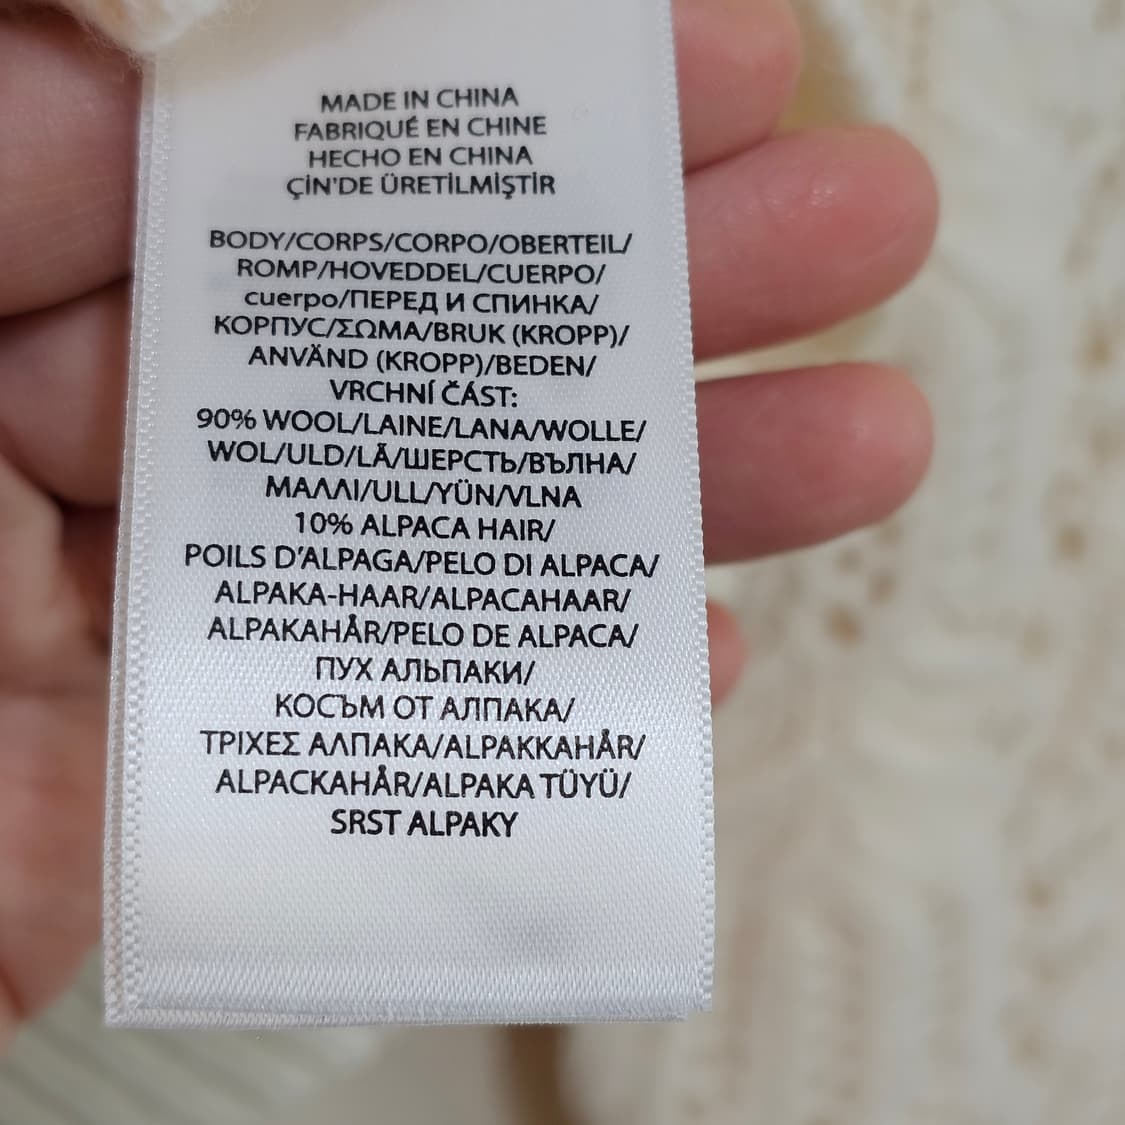 MADE IN CHINA
FABRIQUÉ EN CHINE
HECHO EN CHINA
ÇİN'DE ÜRETİLMİŞTİR
BODY/CORPS/CORPO/OBERTEIL/
ROMP/HOVEDDEL/CUERPO/
cuerpo/ПЕРЕД И СПИНКА/
КОРПУС/ΣΩΜΑ/BRUK (KROPP)/
ANVÄND (KROPP)/BEDEN/
VRCHNÍ ČÁST:
90% WOOL/LAINE/LANA/WOLLE/
WOL/ULD/LÃ/ШЕРСТЬ/ВЪЛНА/
ΜΑΛΛΙ/ULL/YÜN/VLNA
10% ALPACA HAIR/
POILS D'ALPAGA/PELO DI ALPACA/
ALPAKA-HAAR/ALPACAHAAR/
ALPAKAHÅR/PELO DE ALPACA/
ПУХ АЛЬПАКИ/
КОСЪМ ОТ АЛПАКА/
ΤΡΙΧΕΣ ΑΛΠΑΚΑ/ALPAKKAHÅR/
ALPACKAHÅR/ALPAKA TÜYÜ/
SRST ALPAKY